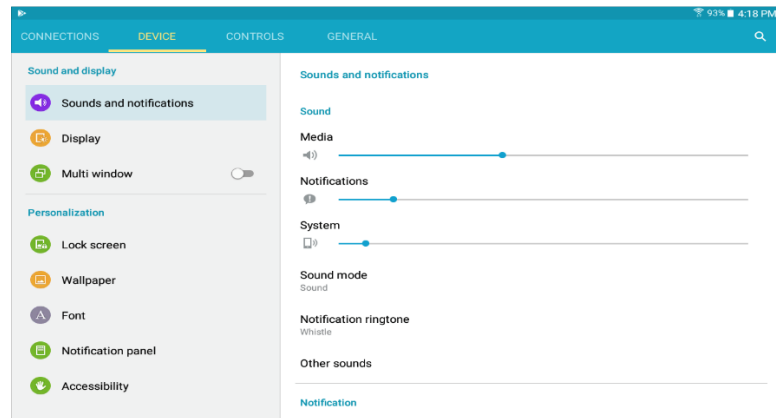 93% 4:18 PM
CONNECTIONS DEVICE CONTROLS GENERAL
Sound and display
Sounds and notifications
Display
Multi window
Personalization
Lock screen
Wallpaper
A Font
Notification panel
Accessibility
Sounds and notifications
Sound
Media
Notifications
System
Sound mode
Sound
Notification ringtone
Whistle
Other sounds
Notification